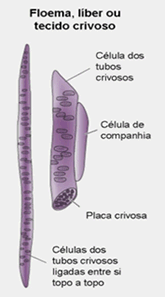 Floema, líber ou
tecido crivoso
Célula dos
tubos
crivosos
Célula de
companhia
Placa crivosa
Células dos
tubos crivosos
ligadas entre si
topo a topo